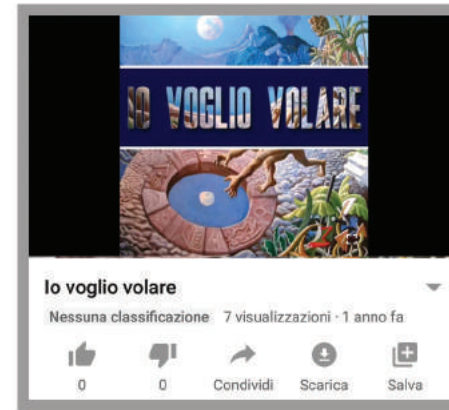 IO VOGLIO VOLARE
Io voglio volare
Nessuna classificazione 7 visualizzazioni · 1 anno fa
0 0 Condividi Scarica Salva